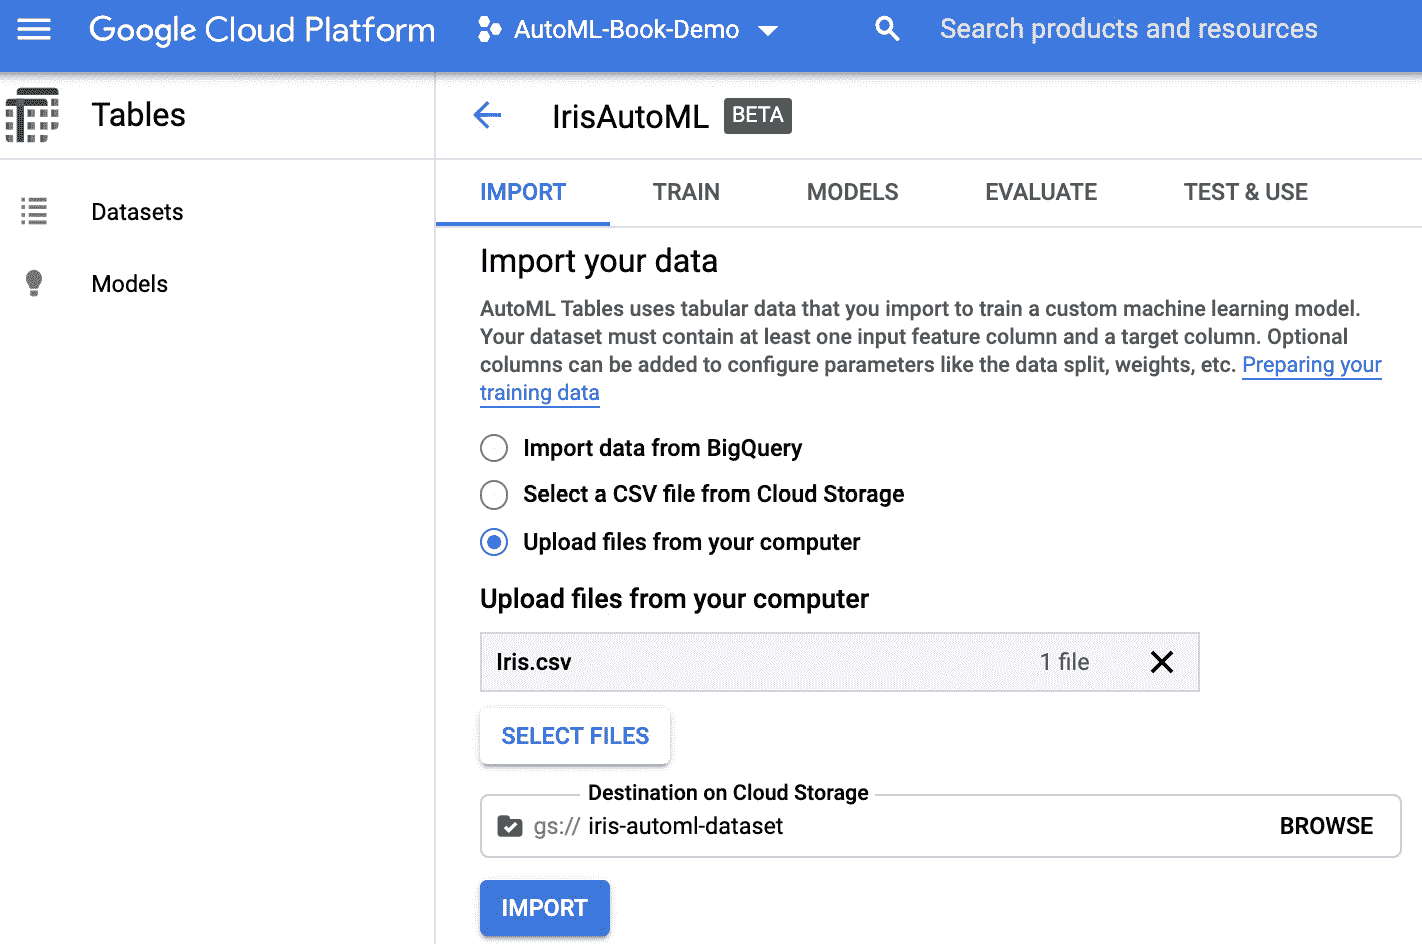 Google Cloud Platform AutoML-Book-Demo Search products and resources
Tables
IrisAutoML BETA
Datasets
Models
IMPORT TRAIN MODELS EVALUATE TEST & USE
Import your data
AutoML Tables uses tabular data that you import to train a custom machine learning model.
Your dataset must contain at least one input feature column and a target column. Optional
columns can be added to configure parameters like the data split, weights, etc. Preparing your
training data
Import data from BigQuery
Select a CSV file from Cloud Storage
Upload files from your computer
Upload files from your computer
Iris.csv 1 file
SELECT FILES
Destination on Cloud Storage
gs:// iris-automl-dataset BROWSE
IMPORT